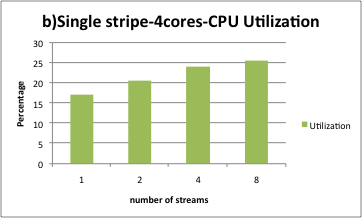 b)Single stripe-4cores-CPU Utilization
30
25
20
15
10
5
0
Percentage
1 2 4 8
number of streams
Utilization